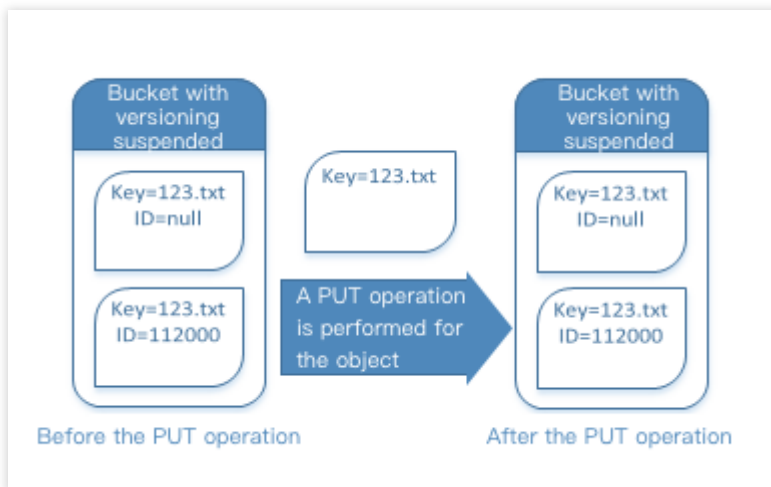 Bucket with
versioning
suspended
Key=123.txt
ID=null
Key=123.txt
ID=112000
Before the PUT operation
Key=123.txt
A PUT operation
is performed for
the object
Bucket with
versioning
suspended
Key=123.txt
ID=null
Key=123.txt
ID=112000
After the PUT operation